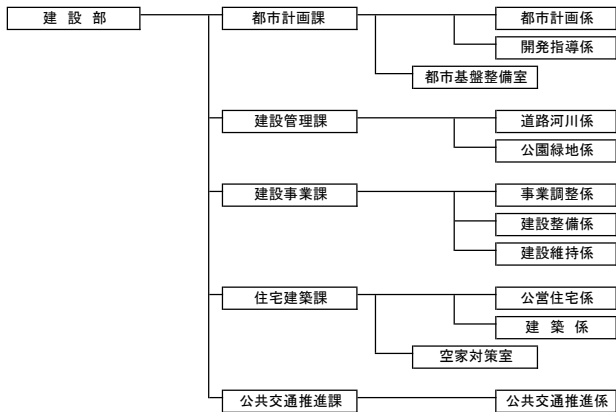 建 設 部
都市計画課
都市計画係
開発指導係
都市基盤整備室
建設管理課
道路河川係
公園緑地係
建設事業課
事業調整係
建設整備係
建設維持係
住宅建築課
公営住宅係
建 築 係
空家対策室
公共交通推進課
公共交通推進係